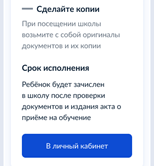 Сделайте копии
При посещении школы
возьмите с собой оригиналы
документов и их копии
Срок исполнения
Ребёнок будет зачислен
в школу после проверки
документов и издания акта о
приёме на обучение
В личный кабинет